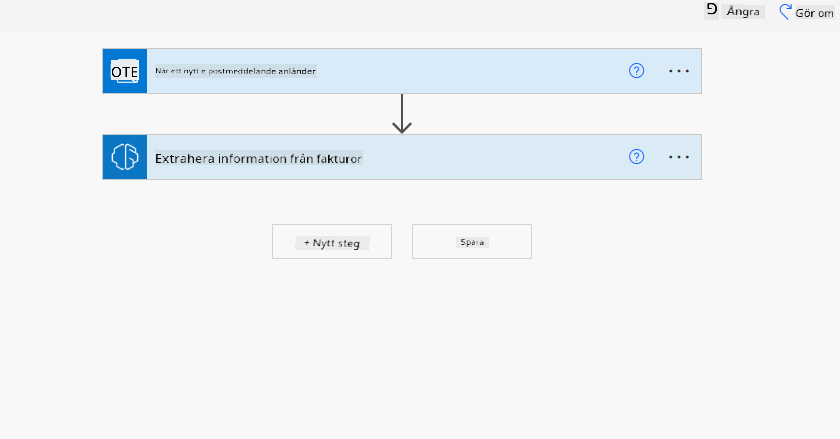 Ångra
Gör om
OTE
När ett nytt e postmeddelande anländer
?
Extrahera information från fakturor
?
+ Nytt steg
Spara